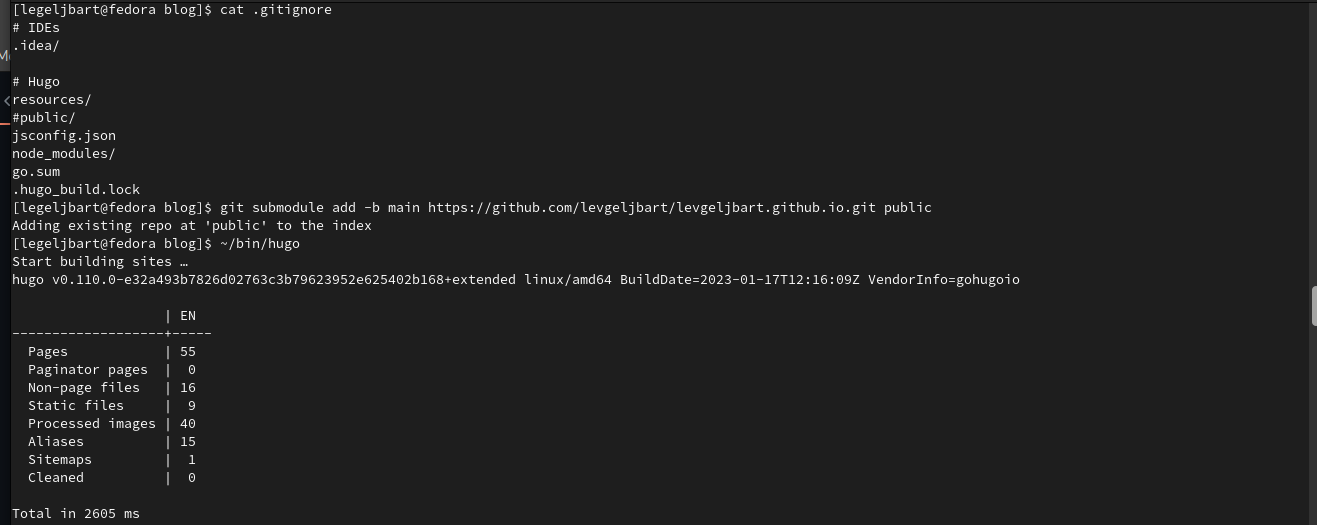 [legeljbart@fedora blog]$ cat .gitignore
# IDEs
.idea/

# Hugo
resources/
#public/
jsconfig.json
node_modules/
go.sum
.hugo_build.lock
[legeljbart@fedora blog]$ git submodule add -b main https://github.com/levgeljbart/levgeljbart.github.io.git public
Adding existing repo at 'public' to the index
[legeljbart@fedora blog]$ ~/bin/hugo
Start building sites …
hugo v0.110.0-e32a493b7826d02763c3b79623952e625402b168+extended linux/amd64 BuildDate=2023-01-17T12:16:09Z VendorInfo=gohugoio

                   | EN
-------------------+-----
  Pages            | 55
  Paginator pages  |  0
  Non-page files   | 16
  Static files     |  9
  Processed images | 40
  Aliases          | 15
  Sitemaps         |  1
  Cleaned          |  0

Total in 2605 ms